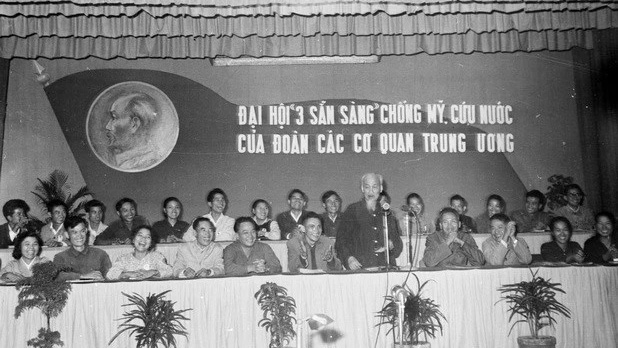 ĐẠI HỘI "3 SẴN SÀNG" CHỐNG MỸ, CỨU NƯỚC
CỦA ĐOÀN CÁC CƠ QUAN TRUNG ƯƠNG